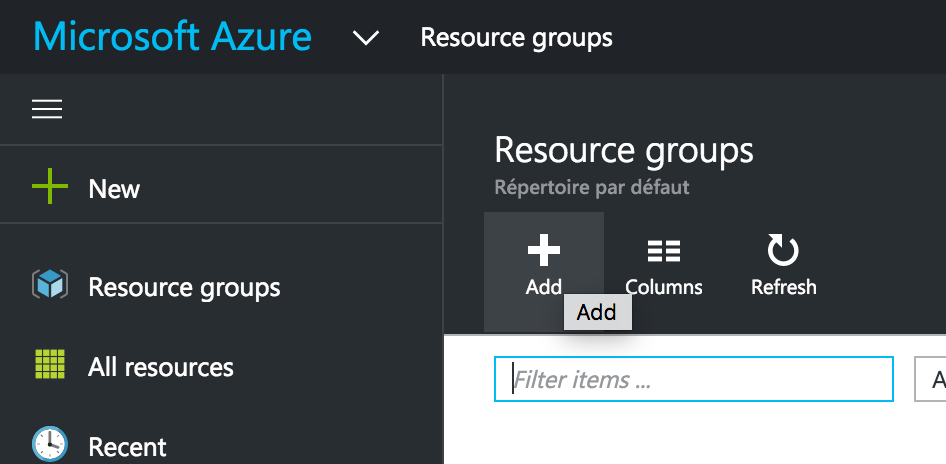 Microsoft Azure Resource groups
New
Resource groups
All resources
Recent
Resource groups
Répertoire par défaut
Add Columns Refresh
Add
Filter items ...
A